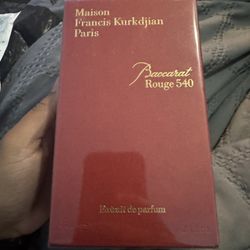 Maison
Francis Kurkdjian
Paris
Baccarat
Rouge 540
Extrait de parfum